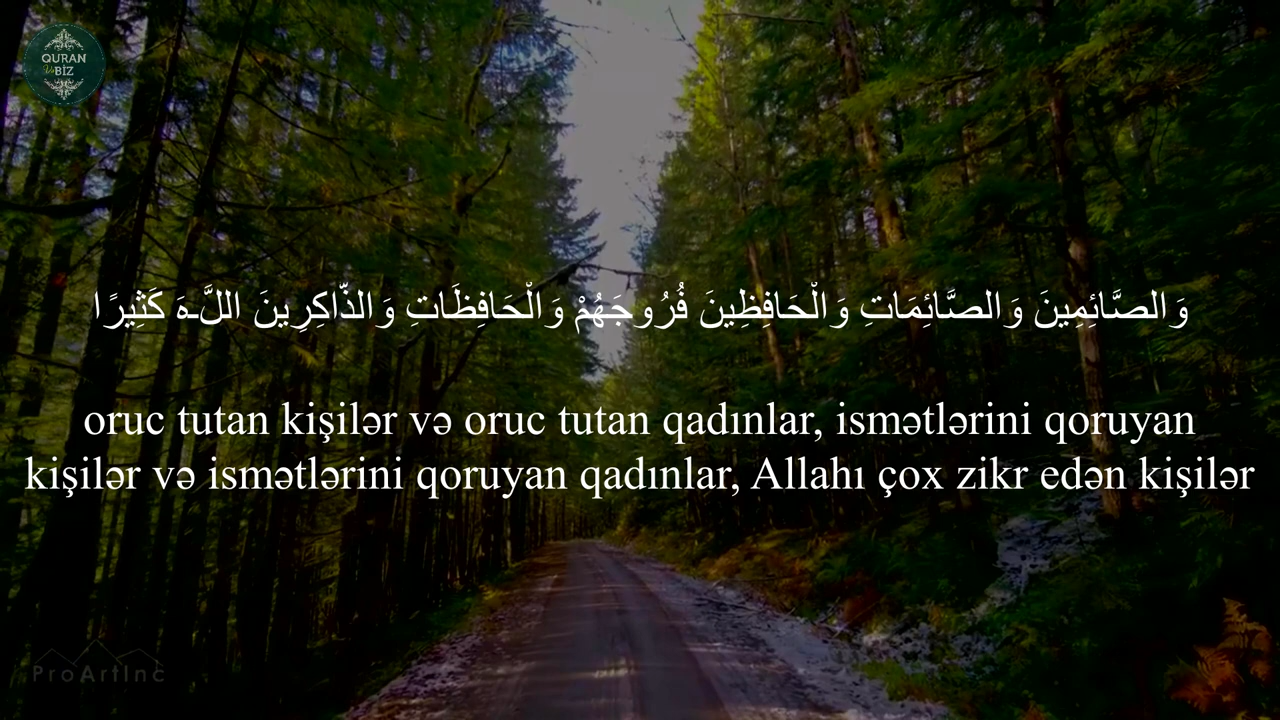 QURAN
Və
BİZ
وَالصَّائِمِينَ وَالصَّائِمَاتِ وَالْحَافِظِينَ فُرُوجَهُمْ وَالْحَافِظَاتِ وَالذَّاكِرِينَ اللَّـهَ كَثِيرًا
oruc tutan kişilər və oruc tutan qadınlar, ismətlərini qoruyan
kişilər və ismətlərini qoruyan qadınlar, Allahı çox zikr edən kişilər
ProArtInc